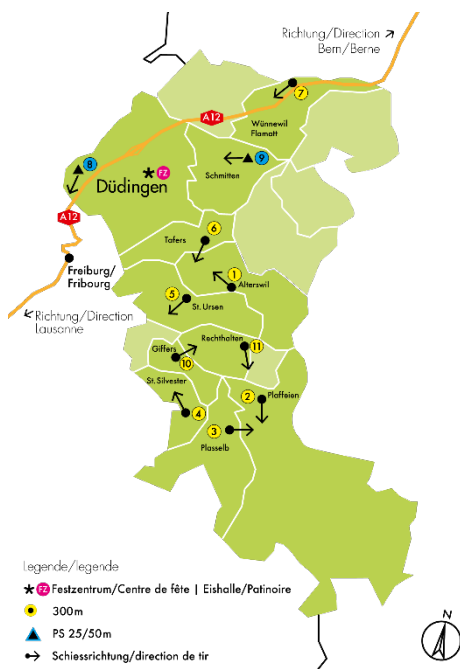 Richtung/Direction
Bern/Berne
7
A12
Wünnewil
Flamatt
8
FZ
9
Düdingen
Schmitten
A12
6
Tafers
Freiburg/
Fribourg
1
Alterswil
5
St. Ursen
Richtung/Direction
Lausanne
Rechthalten
11
Giffers
10
St. Silvester
2
Plaffeien
4
3
Plasselb
Legende/legende
FZ Festzentrum/Centre de fête | Eishalle/Patinoire
300m
PS 25/50m
Schiessrichtung/direction de tir
N